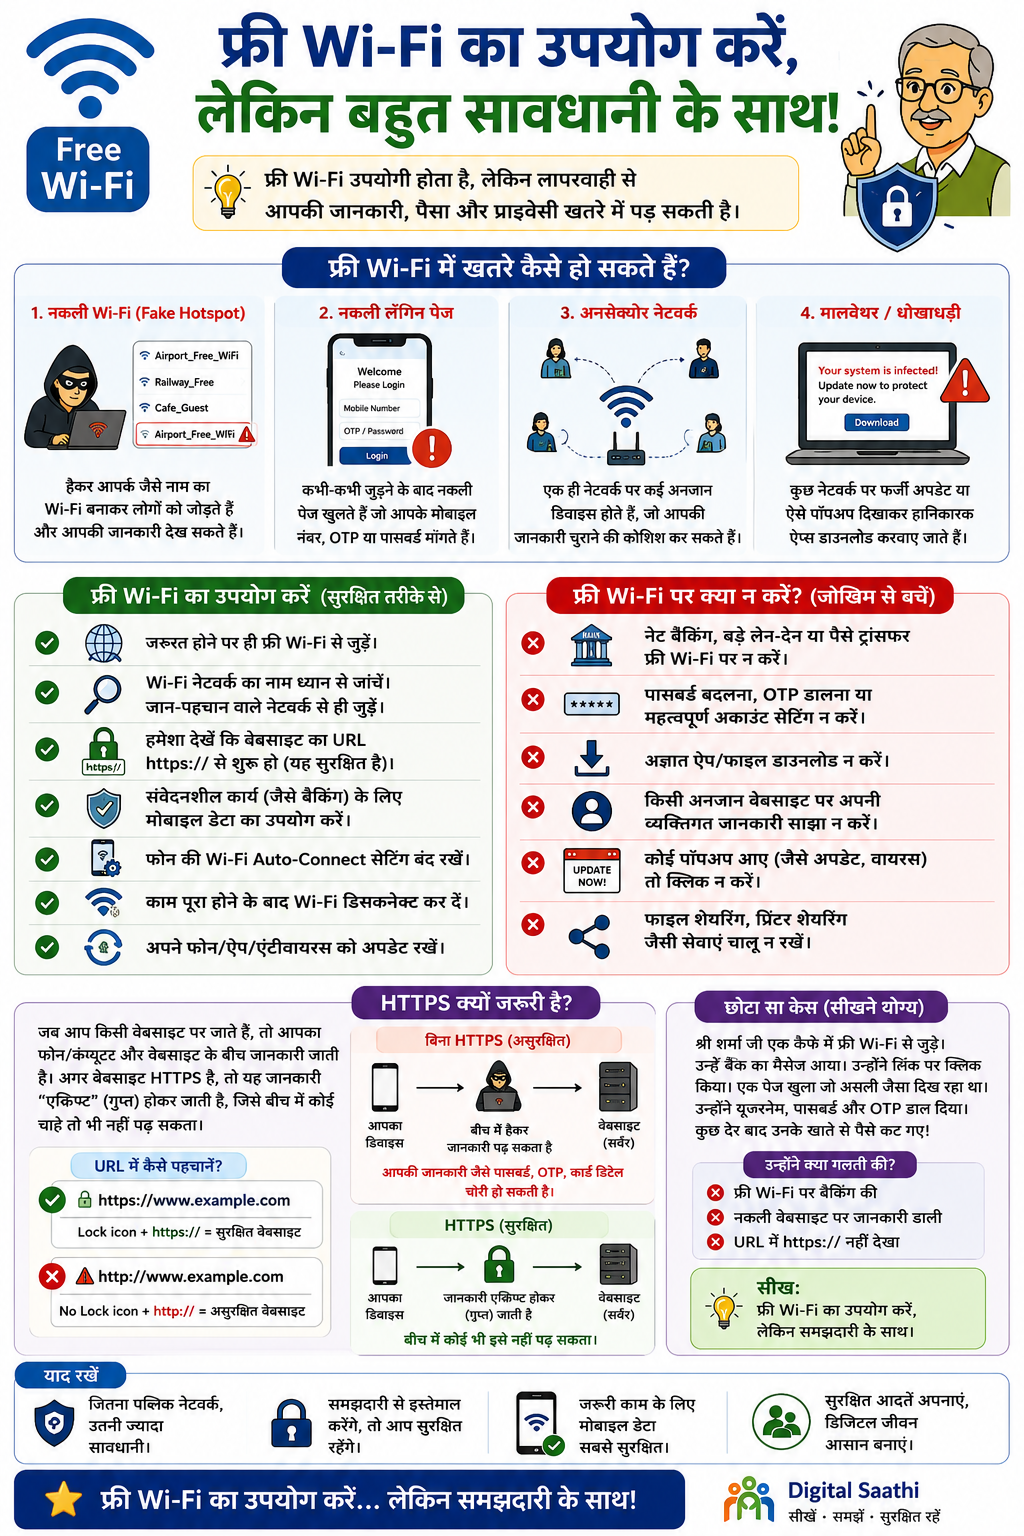 Free
Wi-Fi
फ्री Wi-Fi का उपयोग करें,
लेकिन बहुत सावधानी के साथ!
फ्री Wi-Fi उपयोगी होता है, लेकिन लापरवाही से
आपकी जानकारी, पैसा और प्राइवेसी खतरे में पड़ सकती है।
फ्री Wi-Fi में खतरे कैसे हो सकते हैं?
1. नकली Wi-Fi (Fake Hotspot)
Airport_Free_WiFi
Railway_Free
Cafe_Guest
Airport_Free_WiFi
हैकर आपर्क जैसे नाम का
Wi-Fi बनाकर लोगों को जोड़ते हैं
और आपकी जानकारी देख सकते हैं।
2. नकली लॅगिन पेज
Welcome
Please Login
Mobile Number
OTP / Password
Login
कभी-कभी जुड़ने के बाद नकली
पेज खुलते हैं जो आपके मोबाइल
नंबर, OTP या पासबर्ड मांगते हैं।
3. अनसेक्योर नेटवर्क
एक ही नेटवर्क पर कई अनजान
डिवाइस होते हैं, जो आपकी
जानकारी चुराने की कोशिश कर सकते हैं।
4. मालवेथर / धोखाधड़ी
Your system is infected!
Update now to protect
your device.
Download
कुछ नेटवर्क पर फर्जी अपडेट या
ऐसे पॉपअप दिखाकर हानिकारक
ऐप्स डाउनलोड करवाए जाते हैं।
फ्री Wi-Fi का उपयोग करें (सुरक्षित तरीके से)
जरूरत होने पर ही फ्री Wi-Fi से जुड़ें।
Wi-Fi नेटवर्क का नाम ध्यान से जांचें।
जान-पहचान वाले नेटवर्क से ही जुड़ें।
https//
हमेशा देखें कि बेबसाइट का URL
https:// से शुरू हो (यह सुरक्षित है)।
संवेदनशील कार्य (जैसे बैकिंग) के लिए
मोबाइल डेटा का उपयोग करें।
फोन की Wi-Fi Auto-Connect सेटिंग बंद रखें।
काम पूरा होने के बाद Wi-Fi डिसकनेक्ट कर दें।
अपने फोन/ऐप/एंटीवायरस को अपडेट रखें।
फ्री Wi-Fi पर क्या न करें? (जोखिम से बचें)
नेट बैंकिंग, बड़े लेन-देन या पैसे ट्रांसफर
फ्री Wi-Fi पर न करें।
*****
पासबर्ड बदलना, OTP डालना या
महत्वपूर्ण अकाउंट सेटिंग न करें।
अज्ञात ऐप/फाइल डाउनलोड न करें।
किसी अनजान वेबसाइट पर अपनी
व्यक्तिगत जानकारी साझा न करें।
UPDATE
NOW!
कोई पॉपअप आए (जैसे अपडेट, वायरस)
तो क्लिक न करें।
फाइल शेयरिंग, प्रिंटर शेयरिंग
जैसी सेवाएं चालू न रखें।
HTTPS क्यों जरूरी है?
जब आप किसी वेबसाइट पर जाते हैं, तो आपका
फोन/कंप्यूटर और वेबसाइट के बीच जानकारी जाती
है। अगर बेबसाइट HTTPS है, तो यह जानकारी
“एक्रिप्ट” (गुप्त) होकर जाती है, जिसे बीच में कोई
चाहे तो भी नहीं पढ़ सकता।
URL में कैसे पहचानें?
https://www.example.com
Lock icon + https:// = सुरक्षित वेबसाइट
http://www.example.com
No Lock icon + http:// = असुरक्षित वेबसाइट
बिना HTTPS (असुरक्षित)
आपका
डिवाइस
बीच में हैकर
जानकारी पढ़ सकता है
वेबसाइट
(सर्वर)
आपकी जानकारी जैसे पासबर्ड, OTP, कार्ड डिटेल
चोरी हो सकती है।
HTTPS (सुरक्षित)
आपका
डिवाइस
जानकारी एक्रिप्ट होकर
(गुप्त) जाती है
वेबसाइट
(सर्वर)
बीच में कोई भी इसे नहीं पढ़ सकता।
छोटा सा केस (सीखने योग्य)
श्री शर्मा जी एक कैफे में फ्री Wi-Fi से जुड़े।
उन्हें बैंक का मैसेज आया। उन्होंने लिंक पर क्लिक
किया। एक पेज खुला जो असली जैसा दिख रहा था।
उन्होंने यूजरनेम, पासबर्ड और OTP डाल दिया।
कुछ देर बाद उनके खाते से पैसे कट गए!
उन्होंने क्या गलती की?
फ्री Wi-Fi पर बैकिंग की
नकली वेबसाइट पर जानकारी डाली
URL में https:// नहीं देखा
सीख:
फ्री Wi-Fi का उपयोग करें,
लेकिन समझदारी के साथ।
याद रखें
जितना पब्लिक नेटवर्क,
उतनी ज्यादा
सावधानी।
समझदारी से इस्तेमाल
करेंगे, तो आप सुरक्षित
रहेंगे।
जरूरी काम के लिए
मोबाइल डेटा
सबसे सुरक्षित।
सुरक्षित आदतें अपनाएं,
डिजिटल जीवन
आसान बनाएं।
फ्री Wi-Fi का उपयोग करें... लेकिन समझदारी के साथ!
Digital Saathi
सीखें · समझें · सुरक्षित रहें